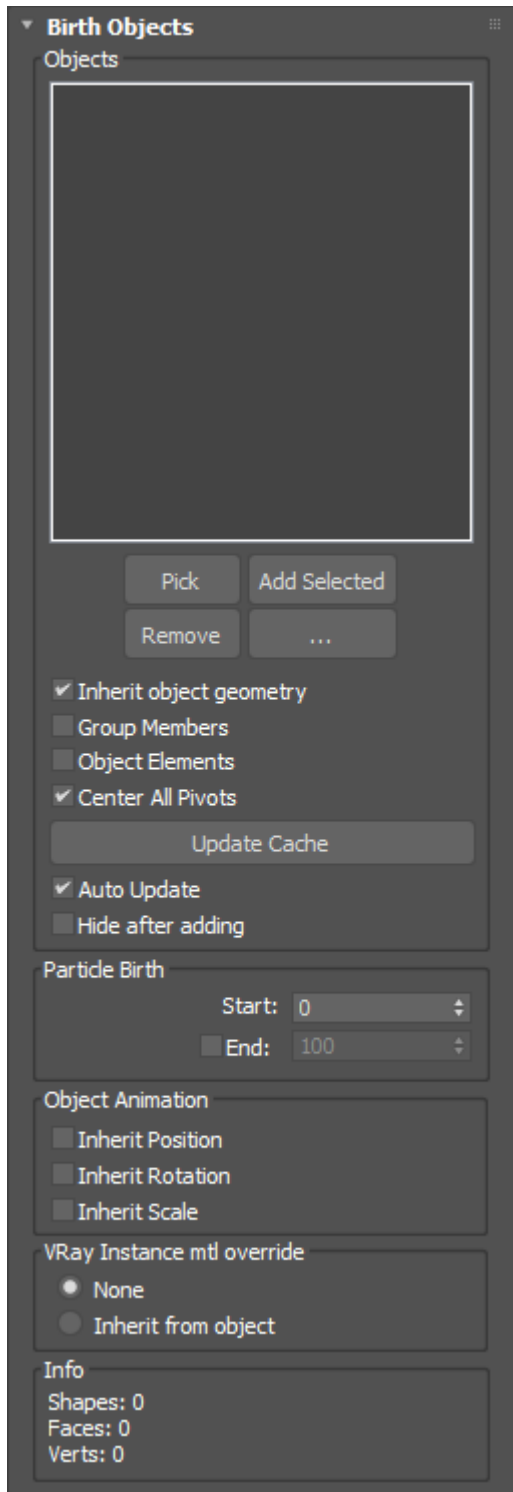 Birth Objects
Objects
Pick
Add Selected
Remove
...
Inherit object geometry
Group Members
Object Elements
Center All Pivots
Update Cache
Auto Update
Hide after adding
Particle Birth
Start: 0
End: 100
Object Animation
Inherit Position
Inherit Rotation
Inherit Scale
VRay Instance mtl override
None
Inherit from object
Info
Shapes: 0
Faces: 0
Verts: 0